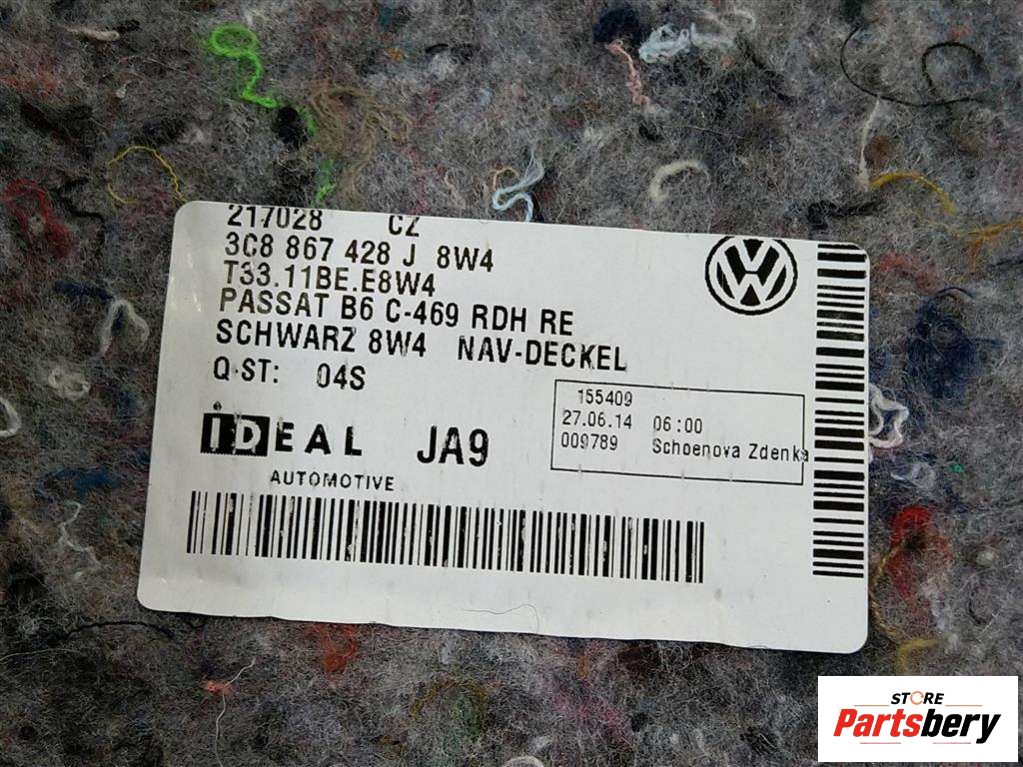 217028 CZ
3C8 867 428 J 8W4
T33.11BE.E8W4
PASSAT B6 C-469 RDH RE
SCHWARZ 8W4 NAV-DECKEL
Q-ST: 04S
155409
27.06.14 06:00
009789 Schoenova Zdenka
iDEAL JA9
AUTOMOTIVE
STORE
Partsbery